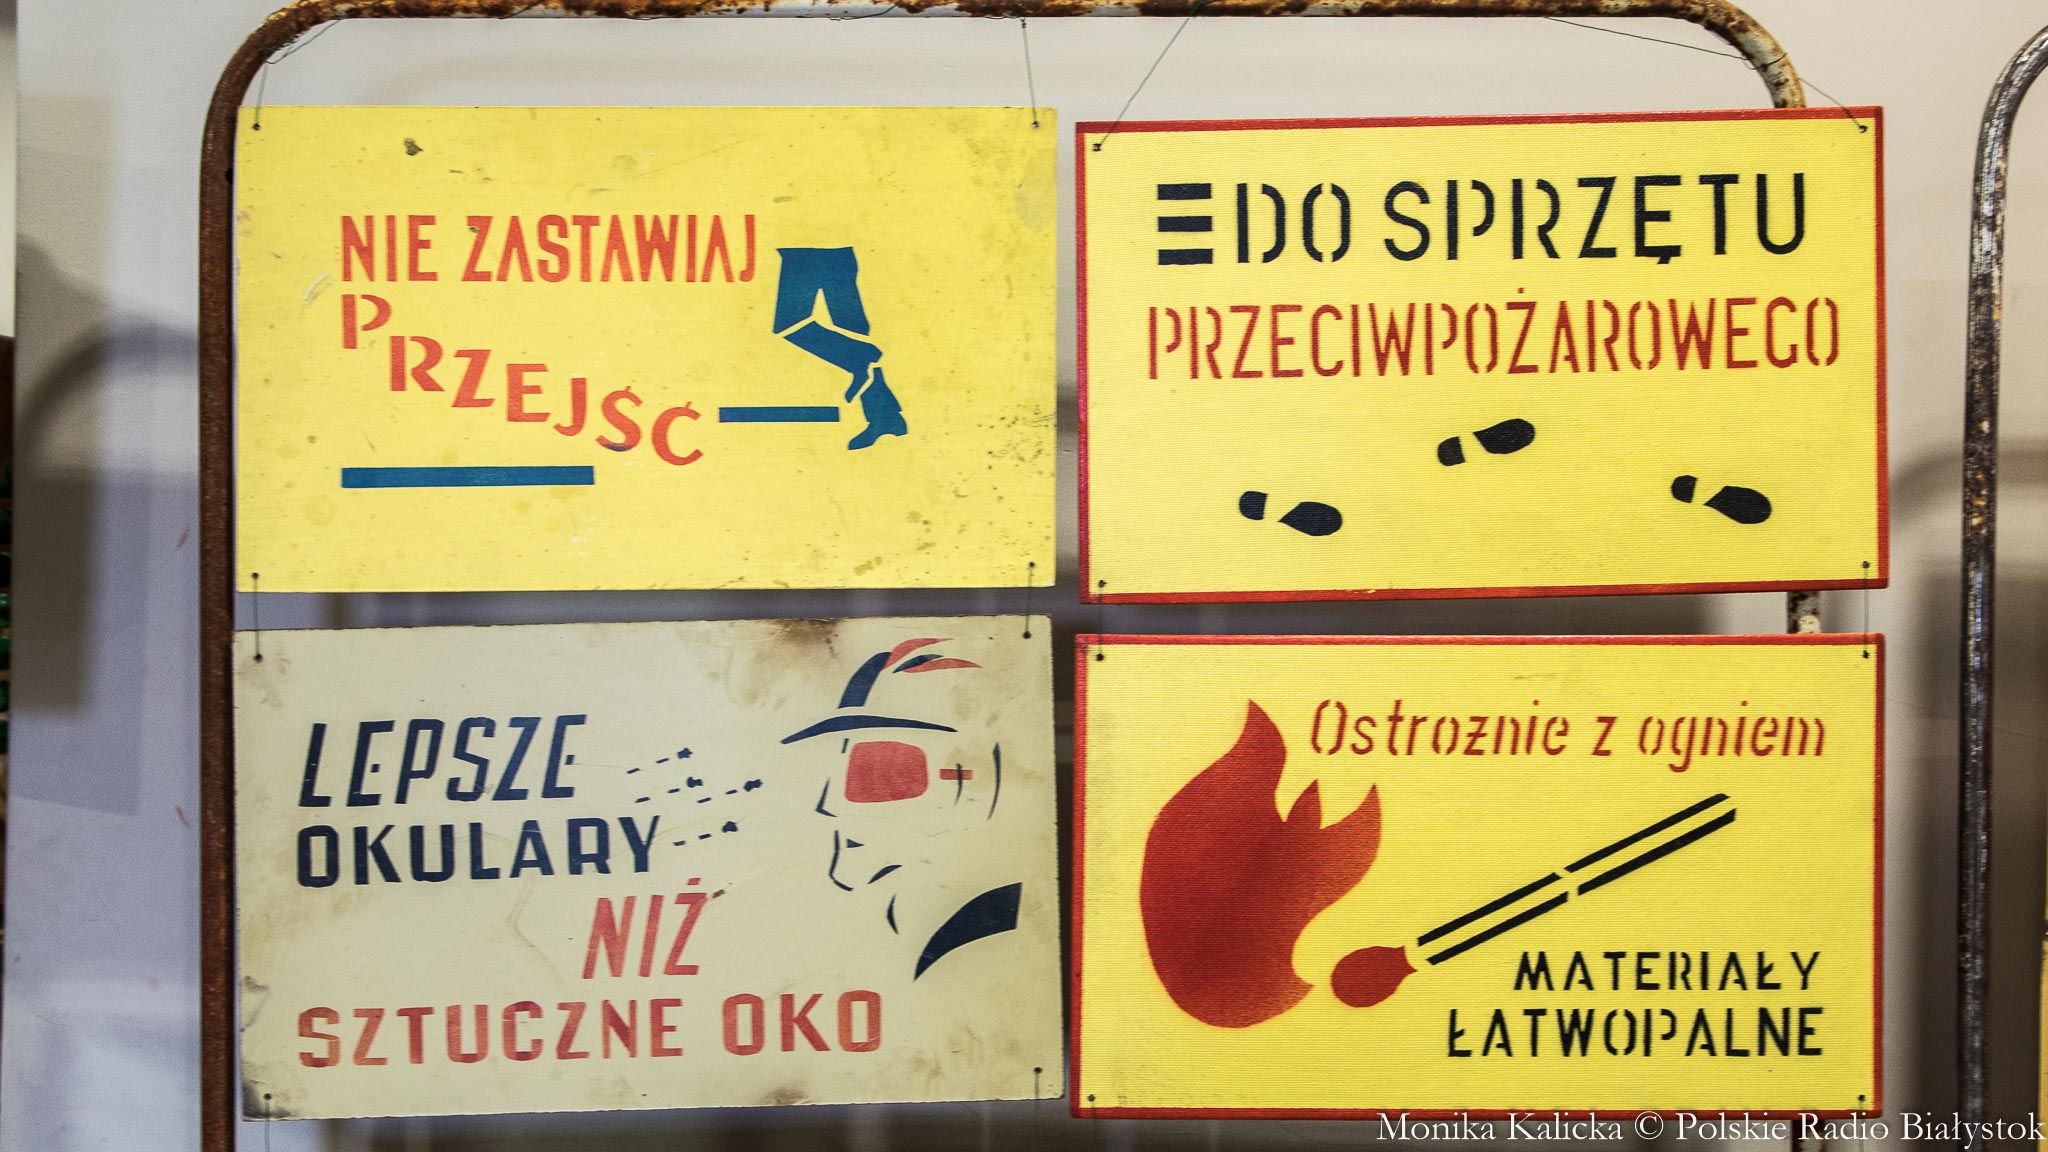 NIE ZASTAWIAJ
PRZEJŚĆ
DO SPRZĘTU
PRZECIWPOŻAROWEGO
LEPSZE
OKULARY
NIŻ
SZTUCZNE OKO
Ostrożnie z ogniem
MATERIAŁY
ŁATWOPALNE
Monika Kalicka © Polskie Radio Białystok